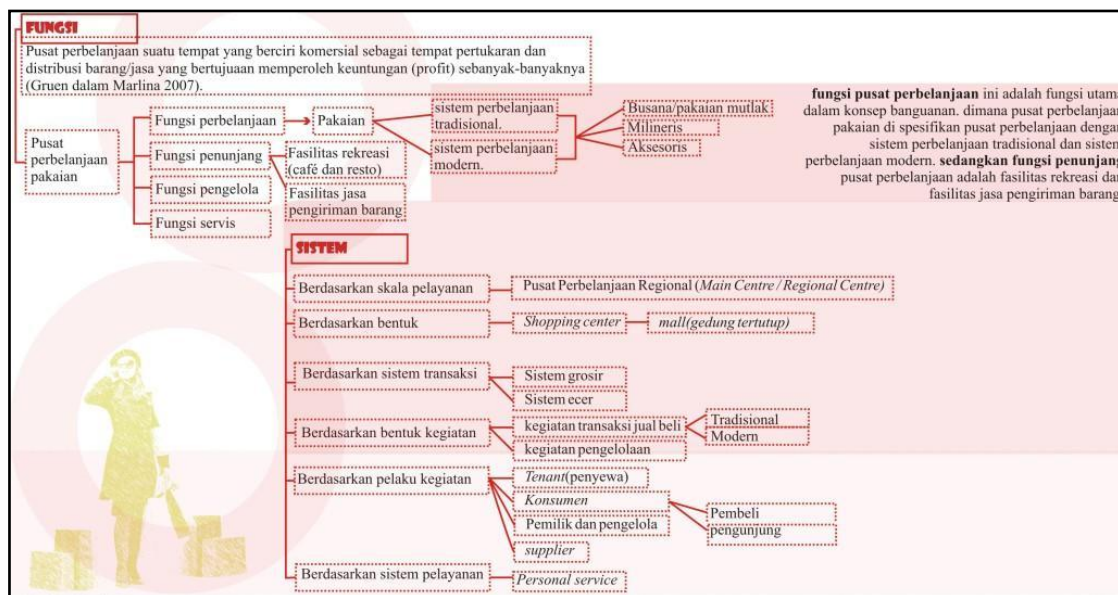 FUNGSI
Pusat perbelanjaan suatu tempat yang berciri komersial sebagai tempat pertukaran dan
distribusi barang/jasa yang bertujuaan memperoleh keuntungan (profit) sebanyak-banyaknya
(Gruen dalam Marlina 2007).
Pusat
perbelanjaan
pakaian
Fungsi perbelanjaan
Pakaian
sistem perbelanjaan
tradisional.
sistem perbelanjaan
modern.
Busana/pakaian mutlak
Milineris
Aksesoris
Fungsi penunjang
Fasilitas rekreasi
(café dan resto)
Fasilitas jasa
pengiriman barang
Fungsi pengelola
Fungsi servis
fungsi pusat perbelanjaan ini adalah fungsi utama
dalam konsep banguanan. dimana pusat perbelanjaan
pakaian di spesifikan pusat perbelanjaan dengan
sistem perbelanjaan tradisional dan sistem
perbelanjaan modern. sedangkan fungsi penunjang
pusat perbelanjaan adalah fasilitas rekreasi dan
fasilitas jasa pengiriman barang
SISTEM
Berdasarkan skala pelayanan
Pusat Perbelanjaan Regional (Main Centre / Regional Centre)
Berdasarkan bentuk
Shopping center
mall(gedung tertutup)
Berdasarkan sistem transaksi
Sistem grosir
Sistem ecer
Berdasarkan bentuk kegiatan
kegiatan transaksi jual beli
Tradisional
Modern
kegiatan pengelolaan
Berdasarkan pelaku kegiatan
Tenant(penyewa)
Konsumen
Pembeli
pengunjung
Pemilik dan pengelola
supplier
Berdasarkan sistem pelayanan
Personal service